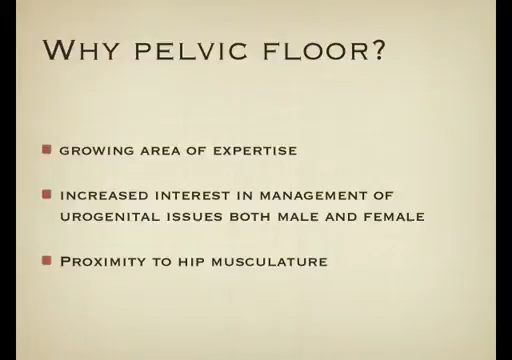 Why pelvic floor?
growing area of expertise
increased interest in management of
urogenital issues both male and female
Proximity to hip musculature